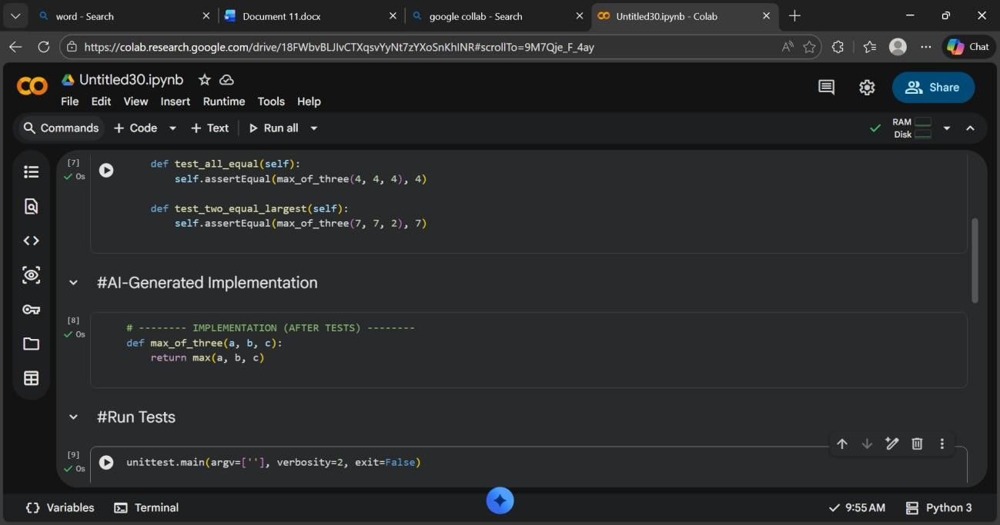 word - Search
Document 11.docx
google collab - Search
Untitled30.ipynb - Colab
https://colab.research.google.com/drive/18FWbvBLJIvCTXqsvYyNt7zYXoSnKhINR#scrollTo=9M7Qje_F_4ay
Chat
Untitled30.ipynb
File Edit View Insert Runtime Tools Help
Share
Commands + Code + Text Run all
RAM
Disk
[7]
0s
def test_all_equal(self):
self.assertEqual(max_of_three(4, 4, 4), 4)
def test_two_equal_largest(self):
self.assertEqual(max_of_three(7, 7, 2), 7)
#AI-Generated Implementation
[8]
0s
# -------- IMPLEMENTATION (AFTER TESTS) --------
def max_of_three(a, b, c):
return max(a, b, c)
#Run Tests
[9]
0s
unittest.main(argv=[''], verbosity=2, exit=False)
{} Variables
Terminal
9:55 AM
Python 3